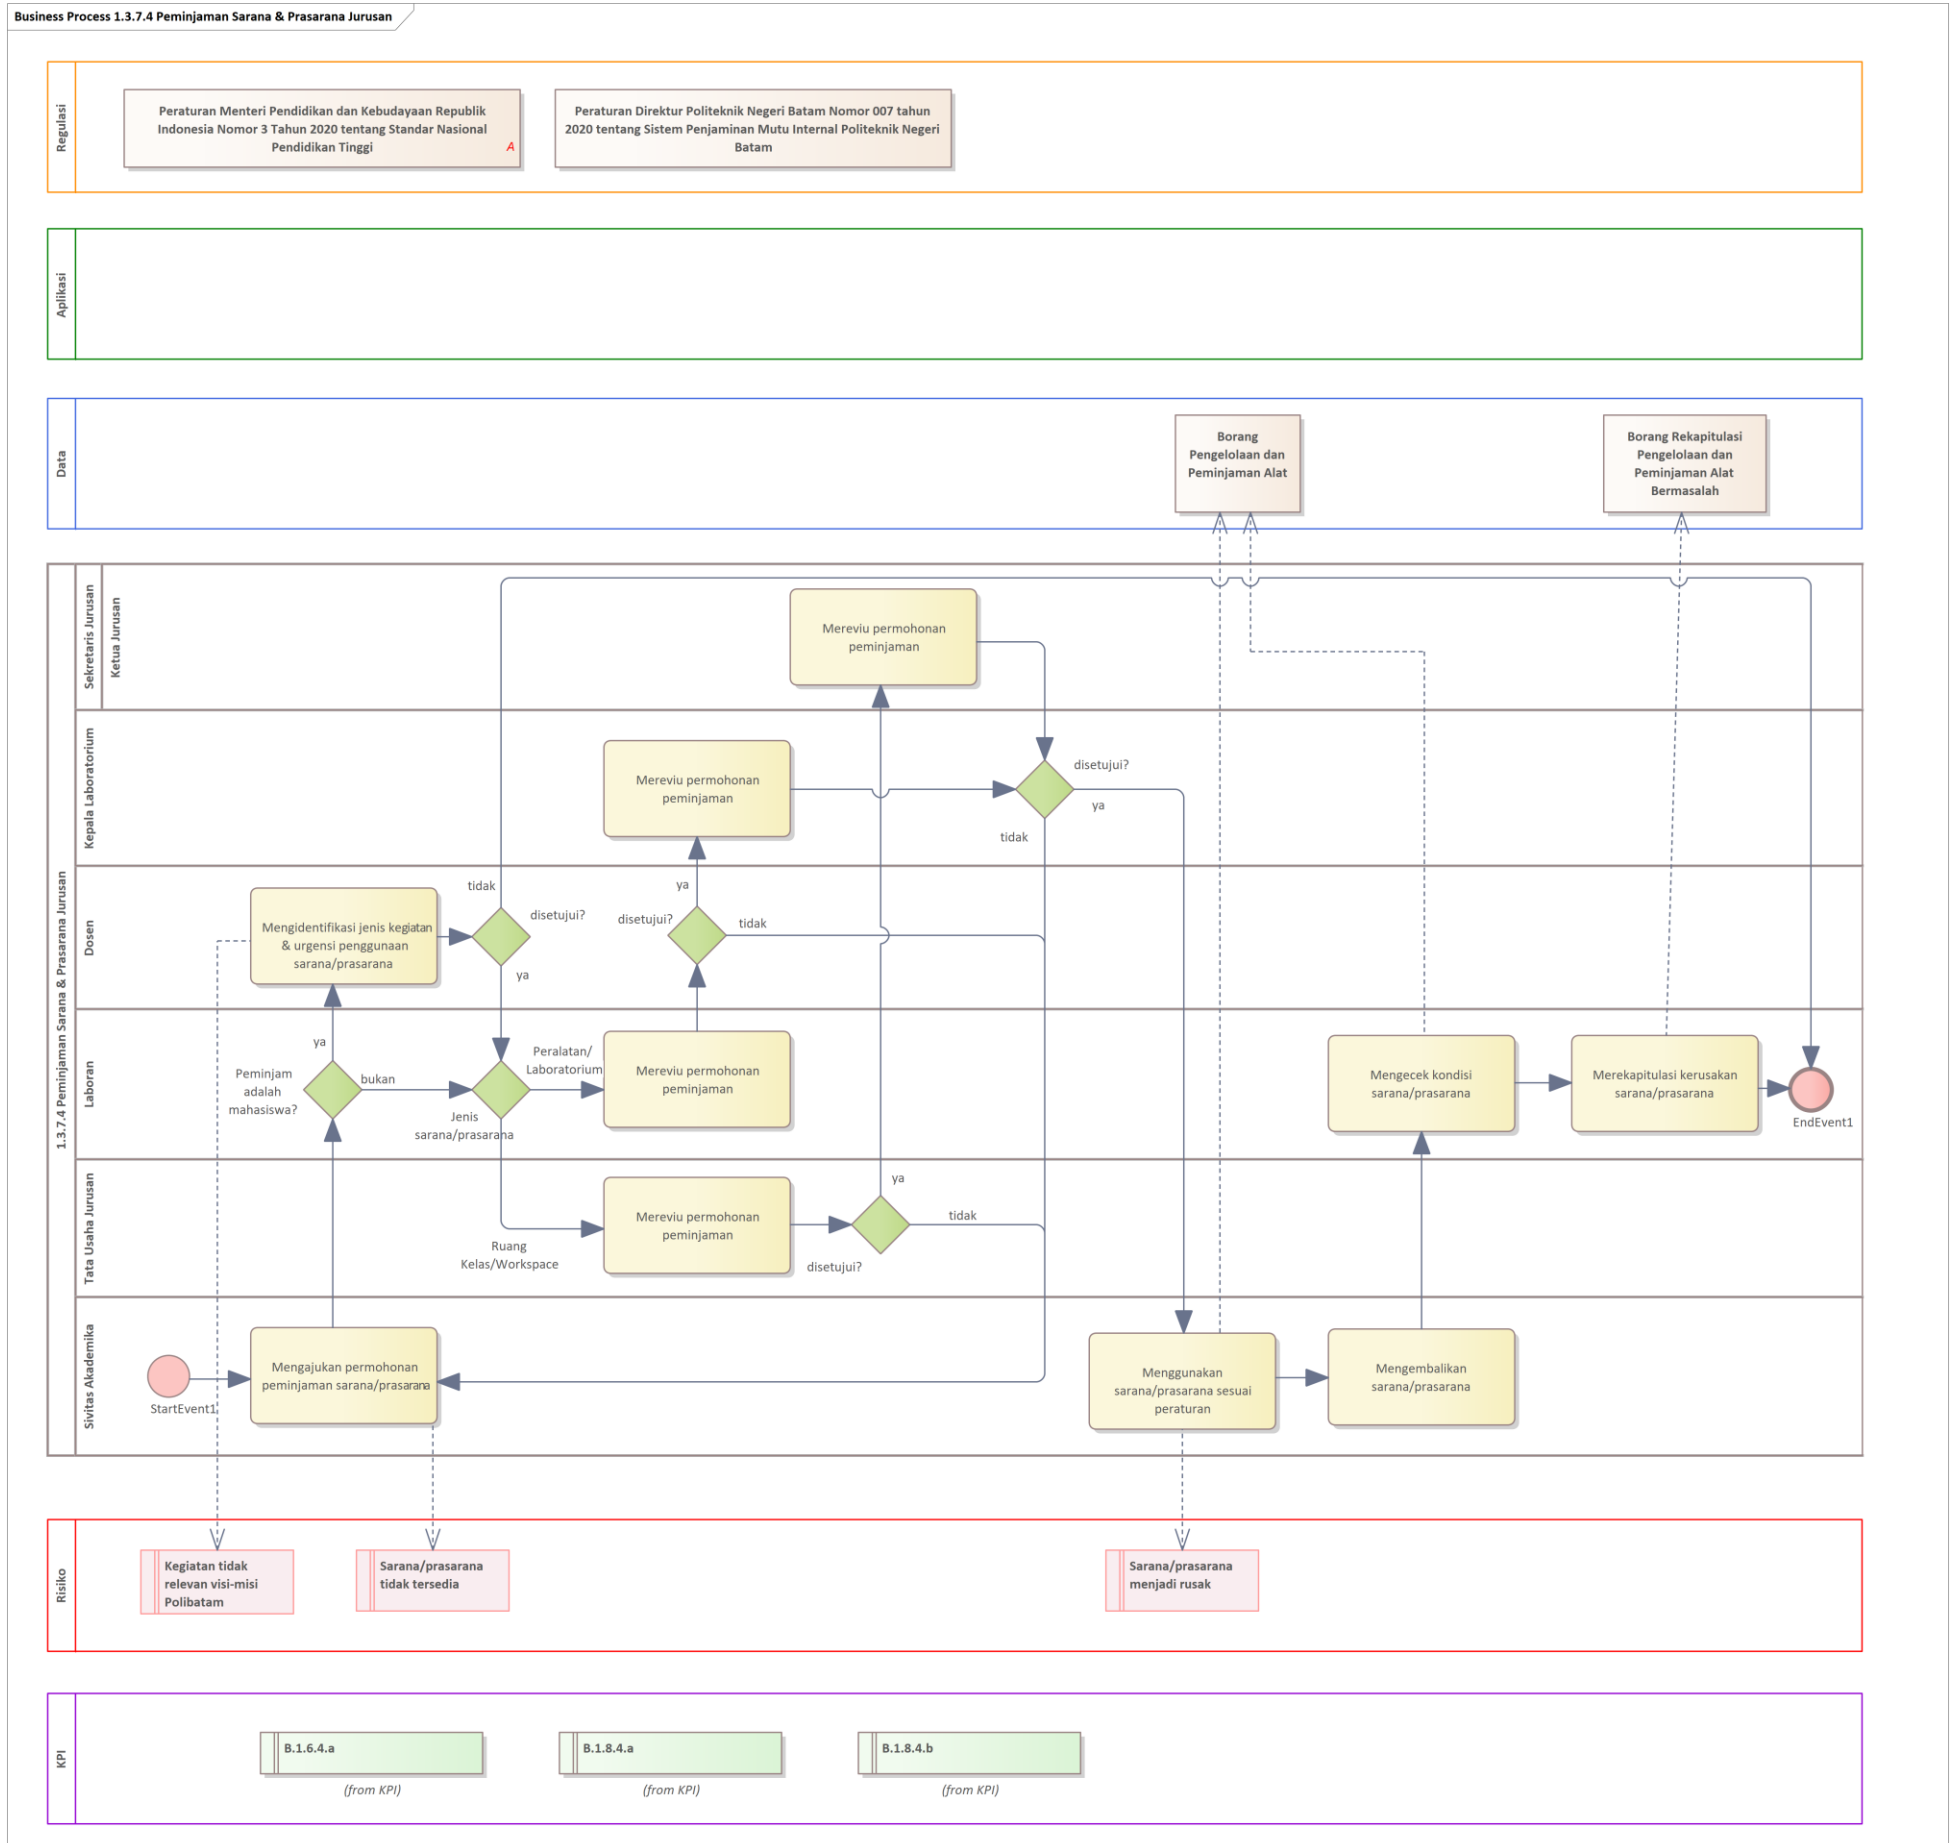 Business Process 1.3.7.4 Peminjaman Sarana & Prasarana Jurusan
Regulasi
Peraturan Menteri Pendidikan dan Kebudayaan Republik
Indonesia Nomor 3 Tahun 2020 tentang Standar Nasional
Pendidikan Tinggi
A
Peraturan Direktur Politeknik Negeri Batam Nomor 007 tahun
2020 tentang Sistem Penjaminan Mutu Internal Politeknik Negeri
Batam
Aplikasi
Data
Borang
Pengelolaan dan
Peminjaman Alat
Borang Rekapitulasi
Pengelolaan dan
Peminjaman Alat
Bermasalah
1.3.7.4 Peminjaman Sarana & Prasarana Jurusan
Sekretaris Jurusan
Ketua Jurusan
Mereviu permohonan
peminjaman
Kepala Laboratorium
Mereviu permohonan
peminjaman
disetujui?
ya
tidak
Dosen
Mengidentifikasi jenis kegiatan
& urgensi penggunaan
sarana/prasarana
tidak
disetujui?
ya
ya
disetujui?
tidak
Laboran
ya
Peminjam
adalah
mahasiswa?
bukan
Jenis
sarana/prasarana
Peralatan/
Laboratorium
Mereviu permohonan
peminjaman
Mengecek kondisi
sarana/prasarana
Merekapitulasi kerusakan
sarana/prasarana
EndEvent1
Tata Usaha Jurusan
Ruang
Kelas/Workspace
Mereviu permohonan
peminjaman
disetujui?
ya
tidak
Sivitas Akademika
StartEvent1
Mengajukan permohonan
peminjaman sarana/prasarana
Menggunakan
sarana/prasarana sesuai
peraturan
Mengembalikan
sarana/prasarana
Risiko
Kegiatan tidak
relevan visi-misi
Polibatam
Sarana/prasarana
tidak tersedia
Sarana/prasarana
menjadi rusak
KPI
B.1.6.4.a
(from KPI)
B.1.8.4.a
(from KPI)
B.1.8.4.b
(from KPI)